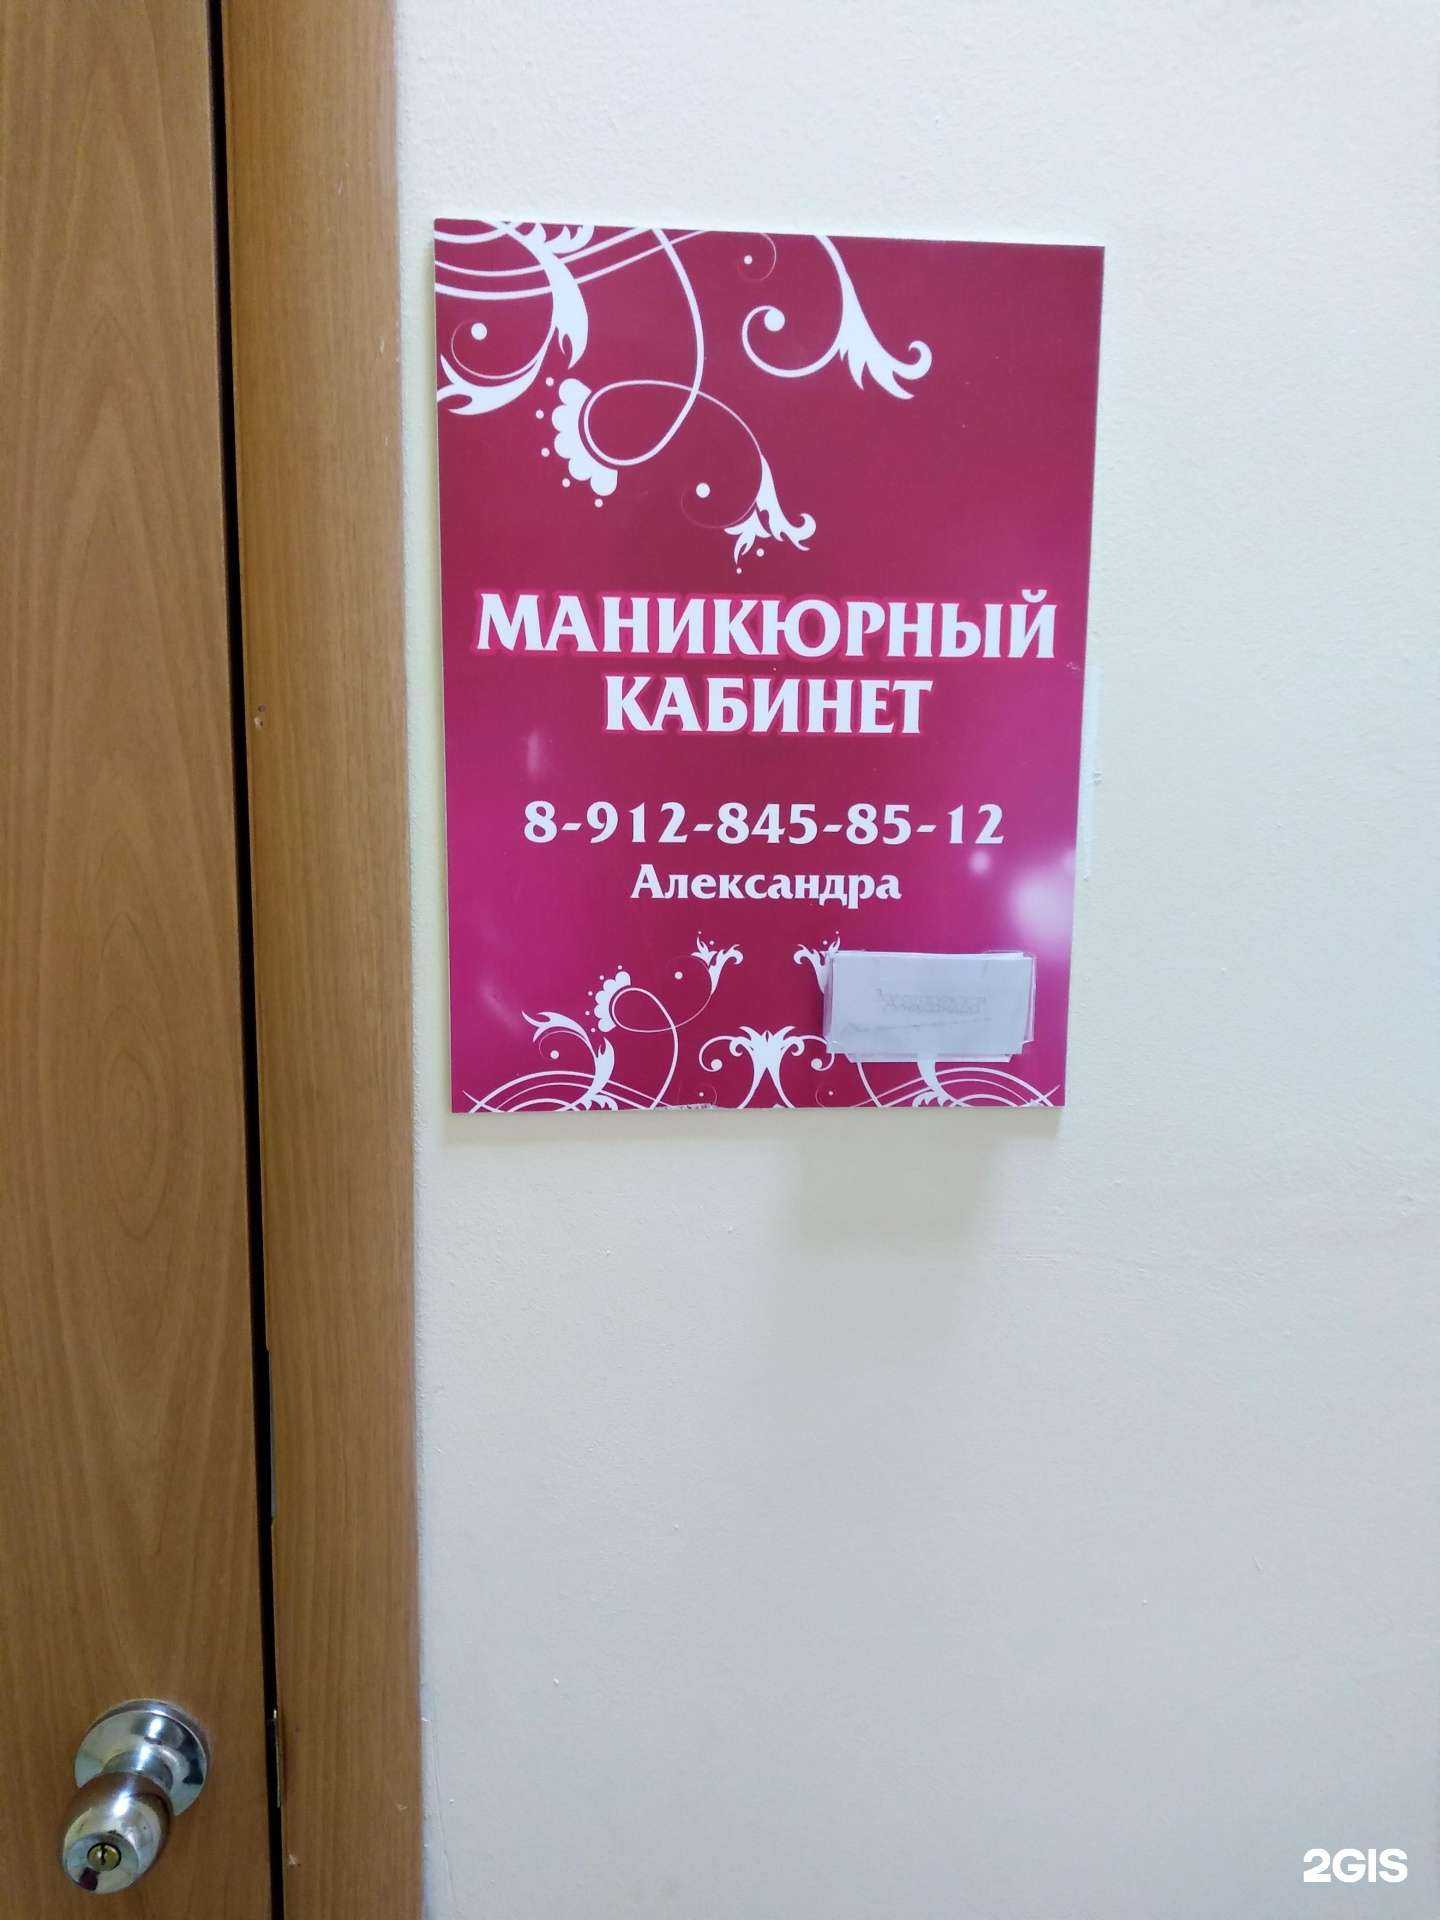 МАНИКЮРНЫЙ
КАБИНЕТ
8-912-845-85-12
Александра
2GIS